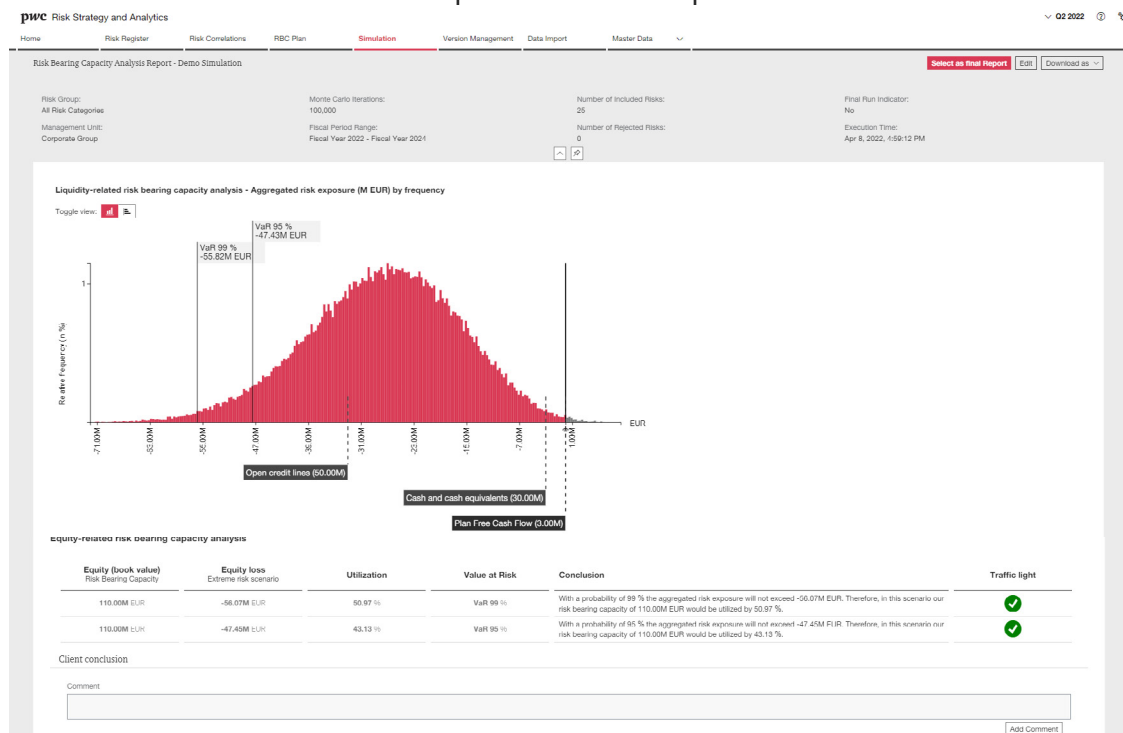 pwc Risk Strategy and Analytics
Q2 2022
Home Risk Register Risk Correlations RBC Plan Simulation Version Management Data Import Master Data
Risk Bearing Capacity Analysis Report - Demo Simulation
Select as final Report Edit Download as
Risk Group: Monte Carlo Iterations: Number of Included Risks: Final Run Indicator:
All Risk Categories 100,000 25 No
Management Unit: Fiscal Period Range: Number of Rejected Risks: Execution Time:
Corporate Group Fiscal Year 2022 - Fiscal Year 2024 0 Apr 8, 2022, 4:59:12 PM
Liquidity-related risk bearing capacity analysis - Aggregated risk exposure (M EUR) by frequency
Toggle view:
VaR 95 %
-47.43M EUR
VaR 99 %
-55.82M EUR
1
Relative frequency (in %)
EUR
-71.00M -63.00M -55.00M -47.00M -39.00M -31.00M -23.00M -15.00M -7.00M 1.00M
Open credit lines (50.00M)
Cash and cash equivalents (30.00M)
Plan Free Cash Flow (3.00M)
Equity-related risk bearing capacity analysis
Equity (book value) Equity loss Utilization Value at Risk Conclusion Traffic light
Risk Bearing Capacity Extreme risk scenario
110.00M EUR -56.07M EUR 50.97 % VaR 99 % With a probability of 99 % the aggregated risk exposure will not exceed -56.07M EUR. Therefore, in this scenario our
risk bearing capacity of 110.00M EUR would be utilized by 50.97 %.
110.00M EUR -47.45M EUR 43.13 % VaR 95 % With a probability of 95 % the aggregated risk exposure will not exceed -47.45M EUR. Therefore, in this scenario our
risk bearing capacity of 110.00M EUR would be utilized by 43.13 %.
Client conclusion
Comment
Add Comment